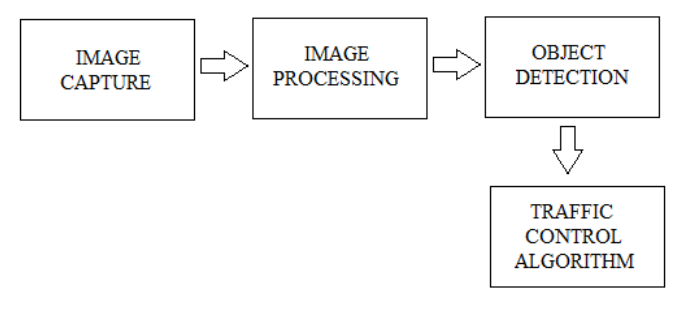 IMAGE
CAPTURE
IMAGE
PROCESSING
OBJECT
DETECTION
TRAFFIC
CONTROL
ALGORITHM